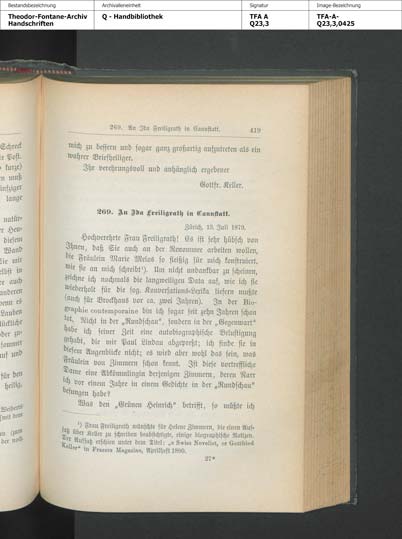 Bestandsbezeichnung
Archivalieneinheit
Signatur
Image-Bezeichnung
Theodor-Fontane-Archiv
Handschriften
Q - Handbibliothek
TFA A
Q23,3
TFA-A-
Q23,3,0425
269. An Ida Freiligrath in Cannstatt. 419
mich zu bessern und sogar ganz großartig aufzutreten als ein
wahrer Briefheiliger.
Ihr verehrungsvoll und anhänglich ergebener
Gottfr. Keller.
269. An Ida Freiligrath in Cannstatt.
Zürich, 13. Juli 1879.
Hochverehrte Frau Freiligrath! Es ist sehr hübsch von
Ihnen, daß Sie auch an der Renommee arbeiten wollen,
die Fräulein Marie Melos so fleißig für mich konstruiert,
wie sie an mich schreibt¹). Um nicht undankbar zu scheinen,
zeichne ich nochmals die langweiligen Data auf, wie ich sie
wiederholt für die sog. Konversations-Lexika liefern mußte
(auch für Brockhaus vor ca. zwei Jahren). In der Bio-
graphie contemporaine bin ich sogar seit zehn Jahren schon
tot. Nicht in der „Rundschau", sondern in der „Gegenwart"
habe ich seiner Zeit eine autobiographische Belustigung
gehabt, die mir Paul Lindau abgepreßt; ich finde sie in
diesem Augenblicke nicht; es wird aber wohl das sein, was
Fräulein von Zimmern schon kennt. Ist diese vortreffliche
Dame eine Abkömmlingin derjenigen Zimmern, deren Narr
ich vor einem Jahre in einem Gedichte in der „Rundschau"
besungen habe?
Was den „Grünen Heinrich" betrifft, so müßte ich
¹) Frau Freiligrath wünschte für Helene Zimmern, die einen Auf-
satz über Keller zu schreiben beabsichtigte, einige biographische Notizen.
Der Aufsatz erschien unter dem Titel: „a Swiss Novelist, or Gottfried
Keller" in Frasers Magazine, Aprilheft 1880.
27*